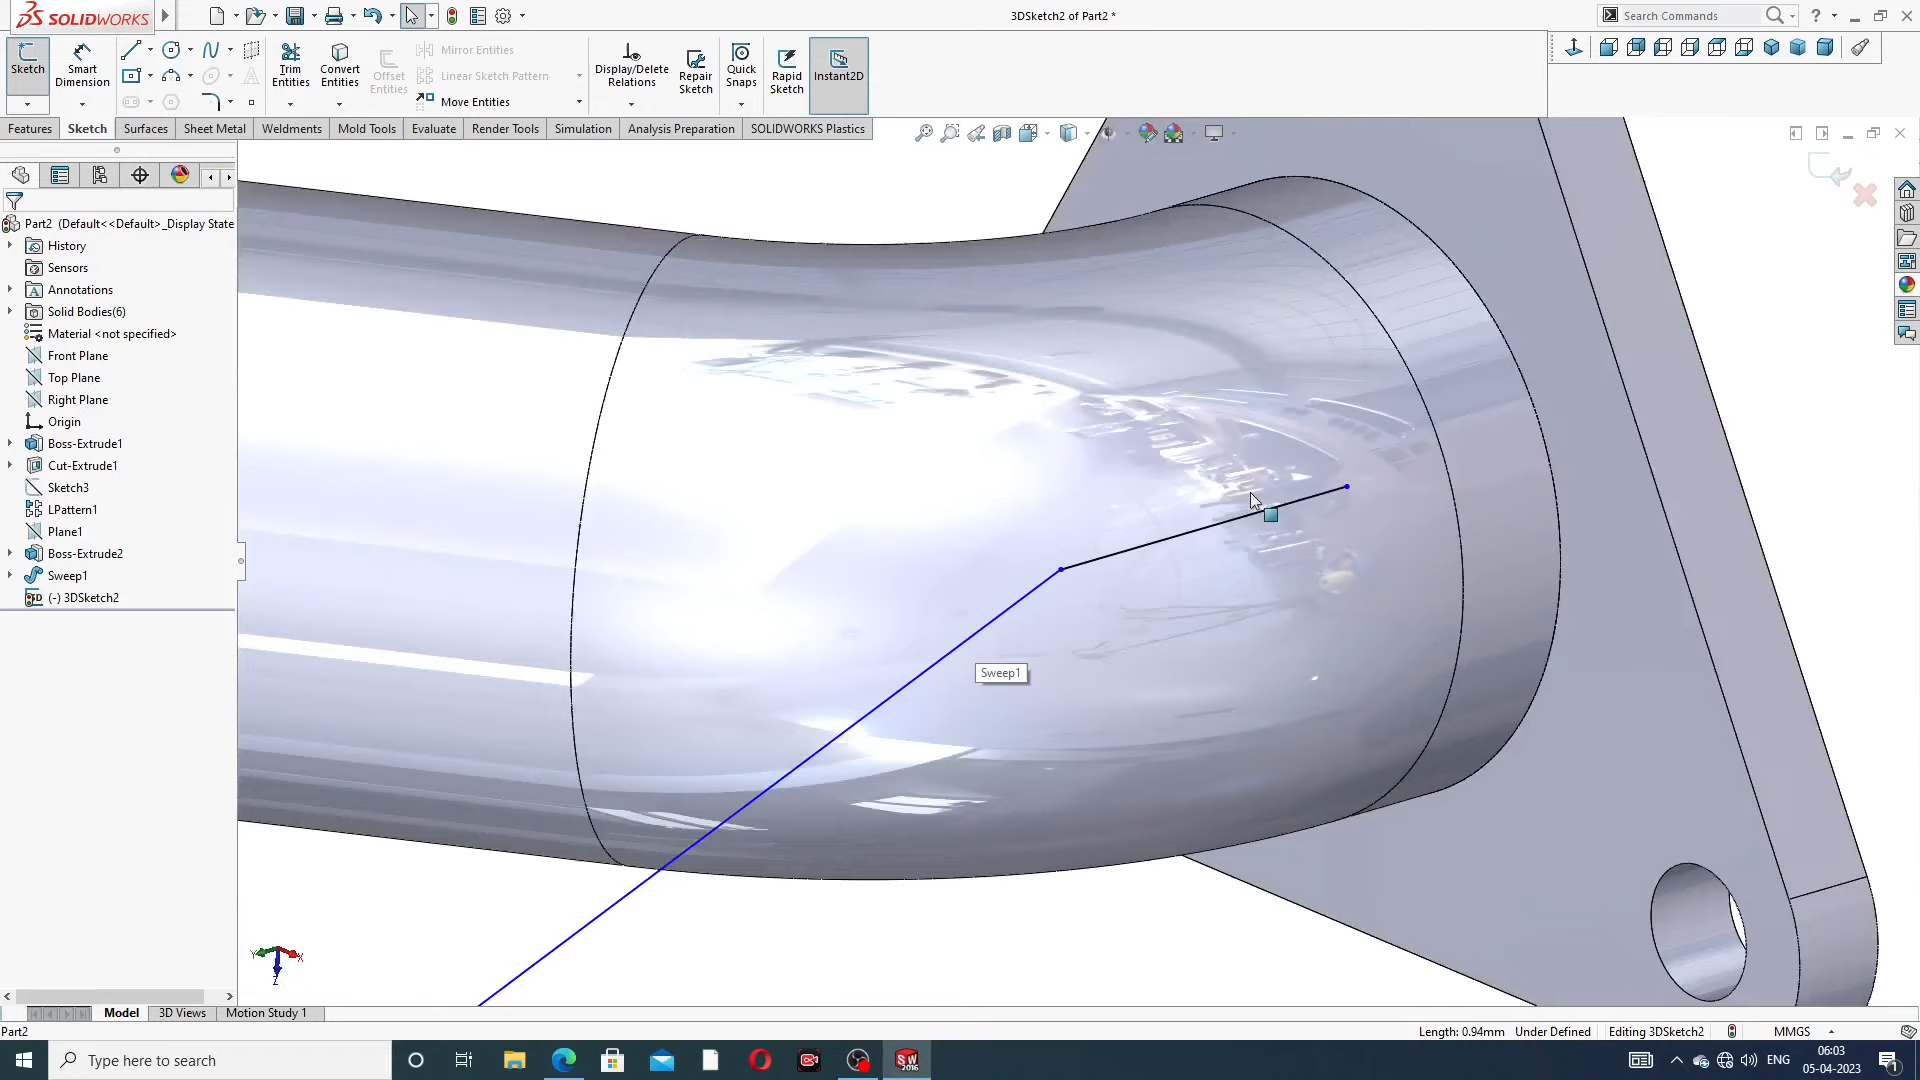 SOLIDWORKS
3DSketch2 of Part2 *
Search Commands
Sketch
Smart Dimension
Trim Entities
Convert Entities
Offset Entities
Mirror Entities
Linear Sketch Pattern
Move Entities
Display/Delete Relations
Repair Sketch
Quick Snaps
Rapid Sketch
Instant2D
Features
Sketch
Surfaces
Sheet Metal
Weldments
Mold Tools
Evaluate
Render Tools
Simulation
Analysis Preparation
SOLIDWORKS Plastics
Part2 (Default<<Default>_Display State
History
Sensors
Annotations
Solid Bodies(6)
Material <not specified>
Front Plane
Top Plane
Right Plane
Origin
Boss-Extrude1
Cut-Extrude1
Sketch3
LPattern1
Plane1
Boss-Extrude2
Sweep1
3D (-) 3DSketch2
Sweep1
Y X
Z
Model
3D Views
Motion Study 1
Part2
Length: 0.94mm
Under Defined
Editing 3DSketch2
MMGS
Type here to search
SW
2016
ENG
06:03
05-04-2023
1